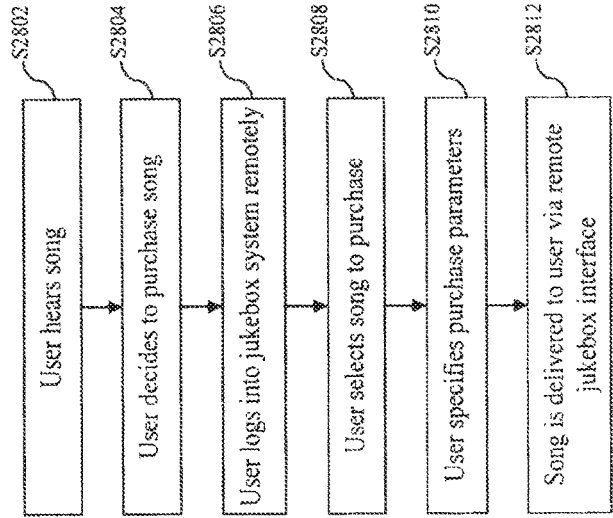 User hears song
S2802
User decides to purchase song
S2804
User logs into jukebox system remotely
S2806
User selects song to purchase
S2808
User specifies purchase parameters
S2810
Song is delivered to user via remote
jukebox interface
S2812